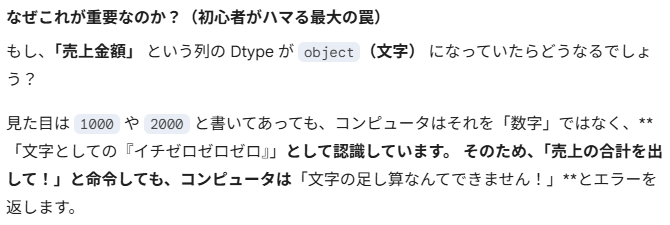 なぜこれが重要なのか？（初心者がハマる最大の罠）
もし、「売上金額」 という列の Dtype が object （文字） になっていたらどうなるでしょ
う？
見た目は 1000 や 2000 と書いてあっても、コンピュータはそれを「数字」ではなく、**
「文字としての『イチゼロゼロゼロ』」として認識しています。 そのため、「売上の合計を出
して！」と命令しても、コンピュータは「文字の足し算なんてできません！」**とエラーを
返します。